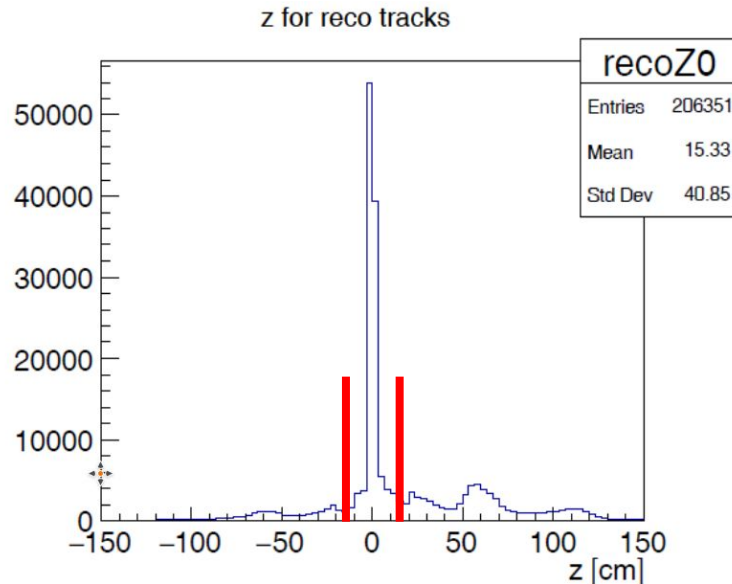 z for reco tracks
recoZ0
Entries 206351
Mean 15.33
Std Dev 40.85
50000
40000
30000
20000
10000
0
−150 −100 −50 0 50 100 150
z [cm]